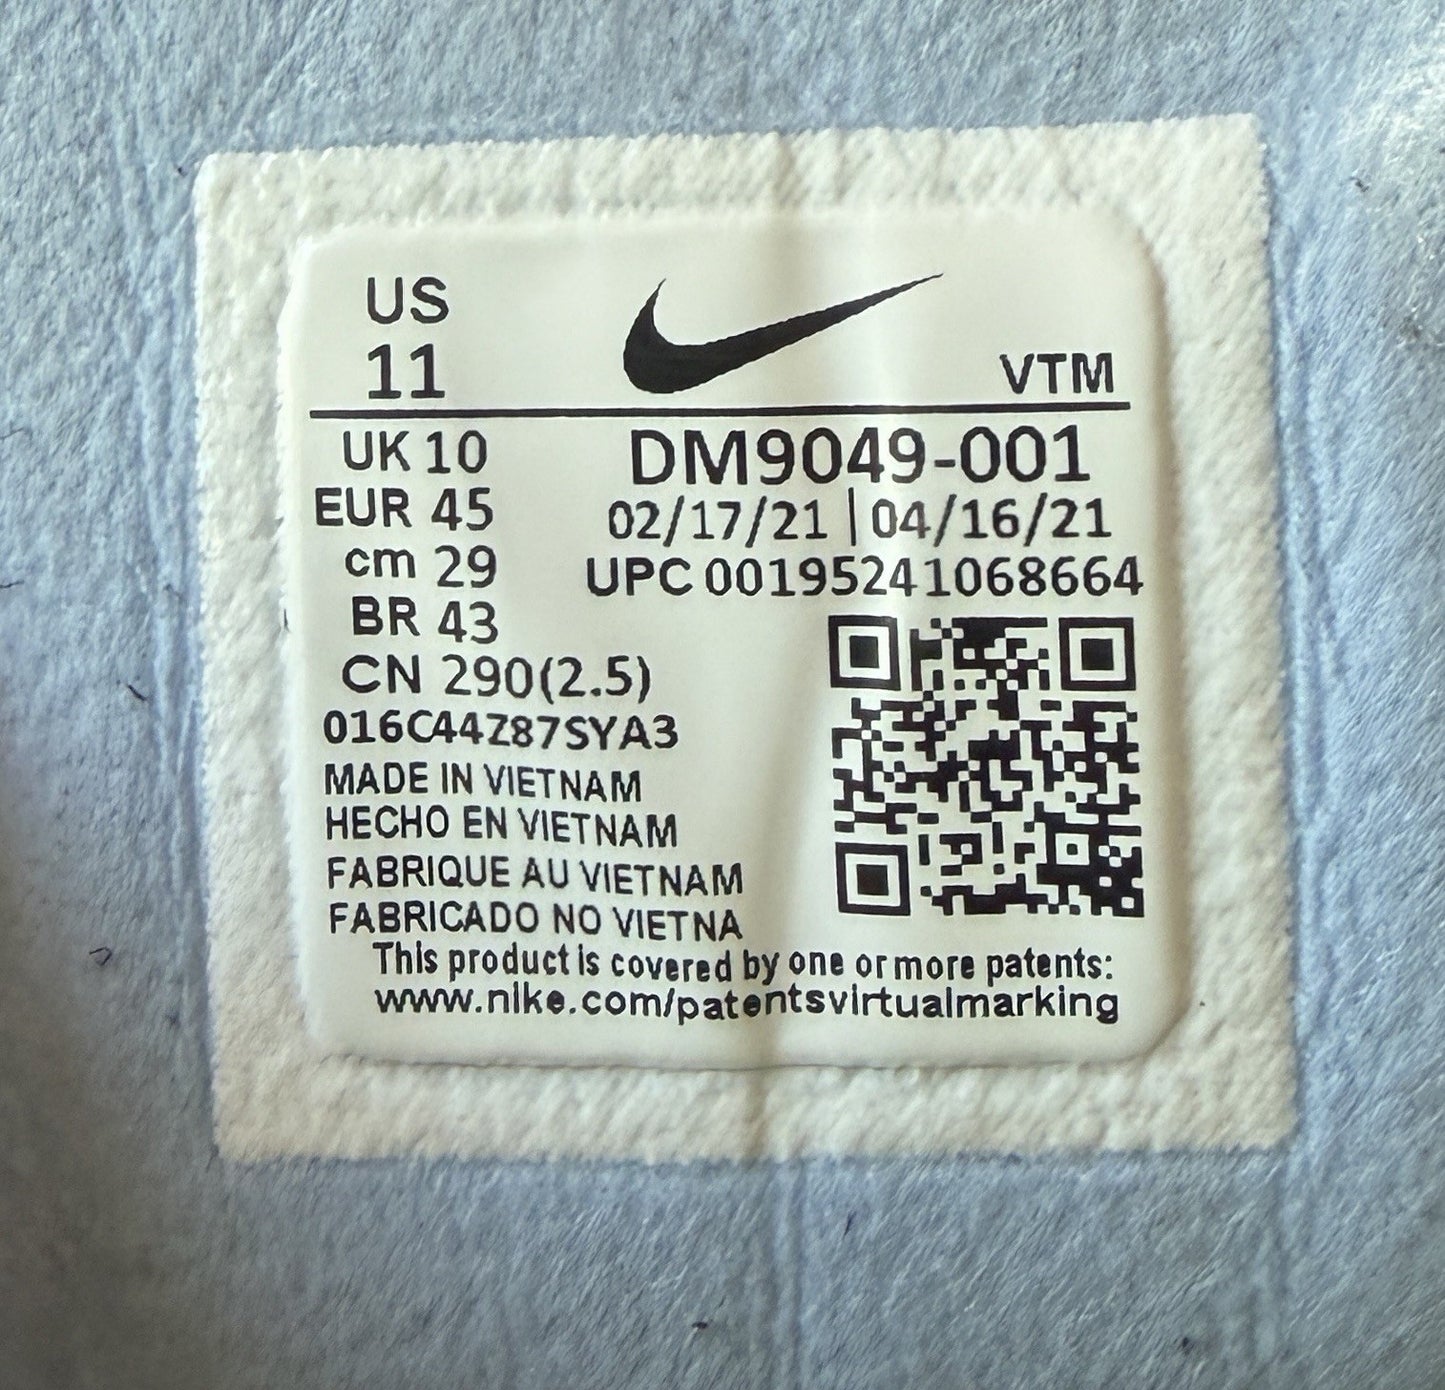 US
11
VTM
UK 10
EUR 45
cm 29
BR 43
CN 290(2.5)
016C44Z87SYA3
DM9049-001
02/17/21 | 04/16/21
UPC 00195241068664
MADE IN VIETNAM
HECHO EN VIETNAM
FABRIQUE AU VIETNAM
FABRICADO NO VIETNA
This product is covered by one or more patents:
www.nike.com/patentsvirtualmarking